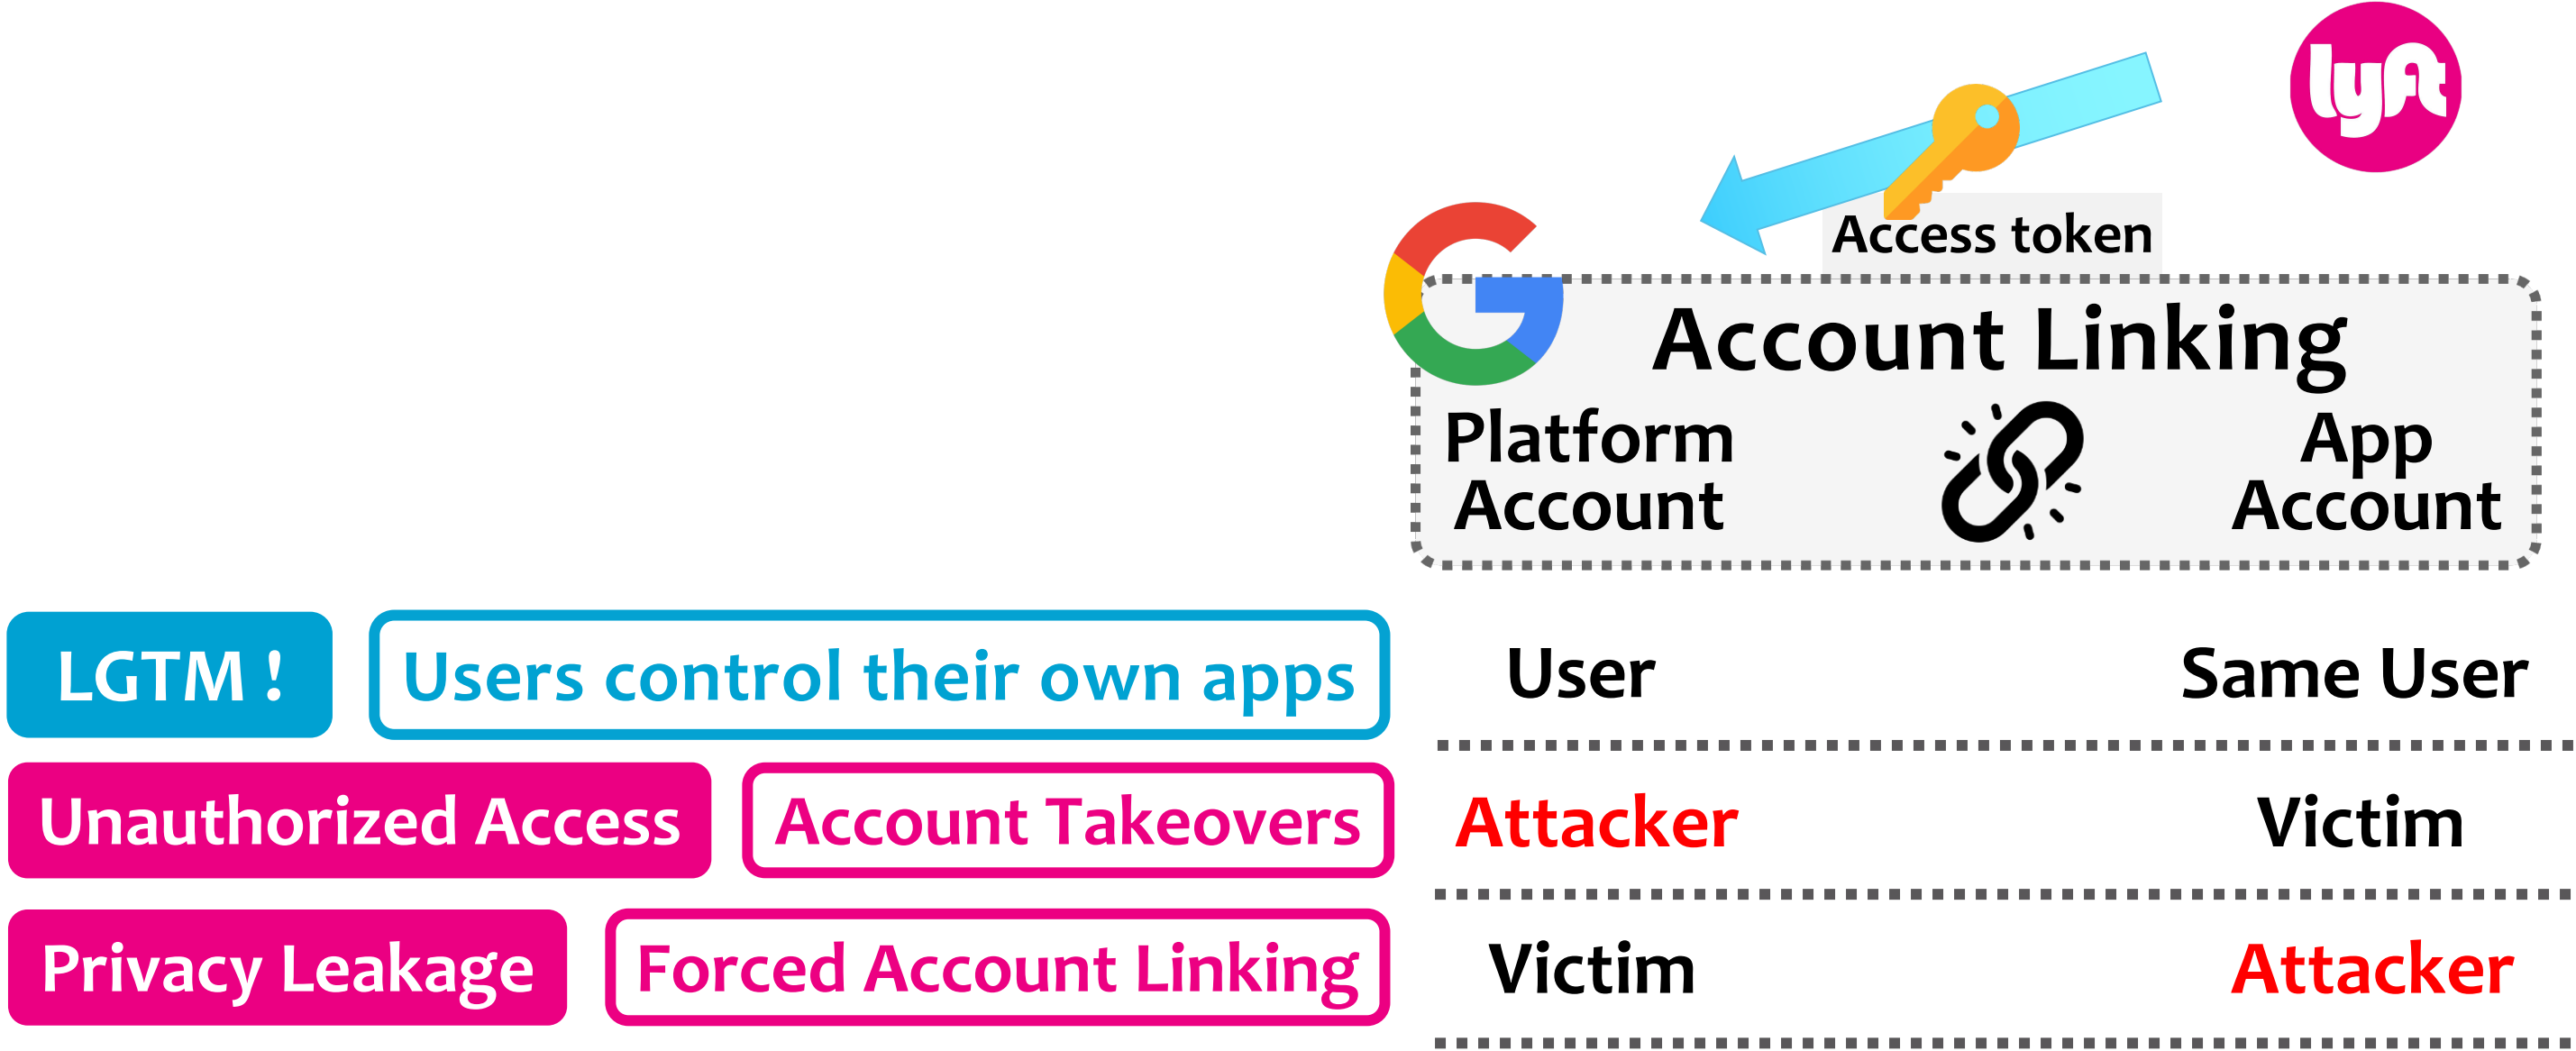 lyft
Access token
Account Linking
Platform
Account
App
Account
LGTM !
Users control their own apps
User
Same User
Unauthorized Access
Account Takeovers
Attacker
Victim
Privacy Leakage
Forced Account Linking
Victim
Attacker